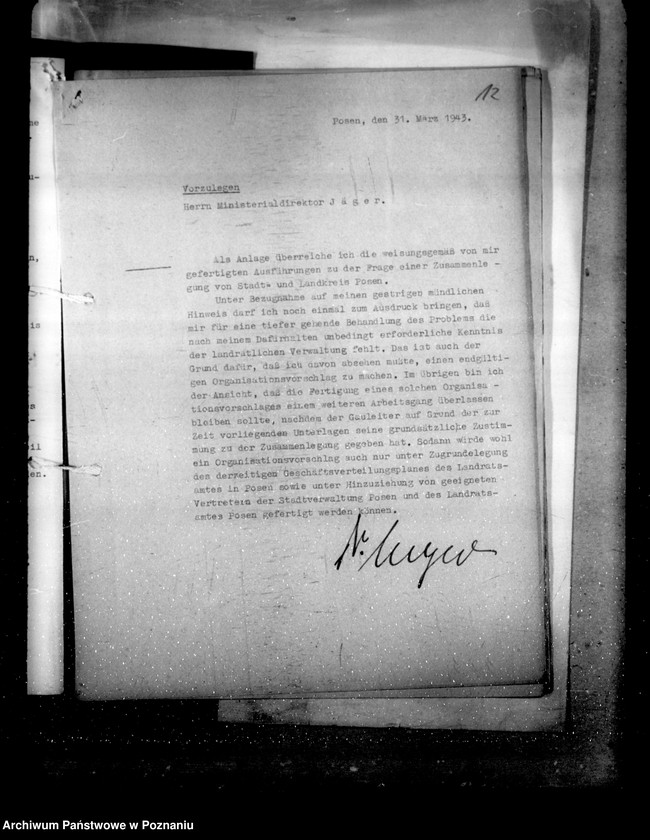 12
Posen, den 31. März 1943.
Vorzulegen
Herrn Ministerialdirektor J ä g e r.
Als Anlage überreiche ich die weisungsgemäß von mir
gefertigten Ausführungen zu der Frage einer Zusammenle -
gung von Stadt- und Landkreis Posen.
Unter Bezugnahme auf meinen gestrigen mündlichen
Hinweis darf ich noch einmal zum Ausdruck bringen, daß
mir für eine tiefer gehende Behandlung des Problems die
nach meinem Dafürhalten unbedingt erforderliche Kenntnis
der landrätlichen Verwaltung fehlt. Das ist auch der
Grund dafür, daß ich davon absehen mußte, einen endgülti-
gen Organisationsvorschlag zu machen. Im übrigen bin ich
der Ansicht, daß die Fertigung eines solchen Organisa -
tionsvorschlages einem weiteren Arbeitsgang überlassen
bleiben sollte, nachdem der Gauleiter auf Grund der zur
Zeit vorliegenden Unterlagen seine grundsätzliche Zustim-
mung zu der Zusammenlegung gegeben hat. Sodann würde wohl
ein Organisationsvorschlag auch nur unter Zugrundelegung
des derzeitigen Geschäftsverteilungsplanes des Landrats-
amtes in Posen sowie unter Hinzuziehung von geeigneten
Vertretern der Stadtverwaltung Posen und des Landrats-
amtes Posen gefertigt werden können.
Dr.
Archiwum Państwowe w Poznaniu